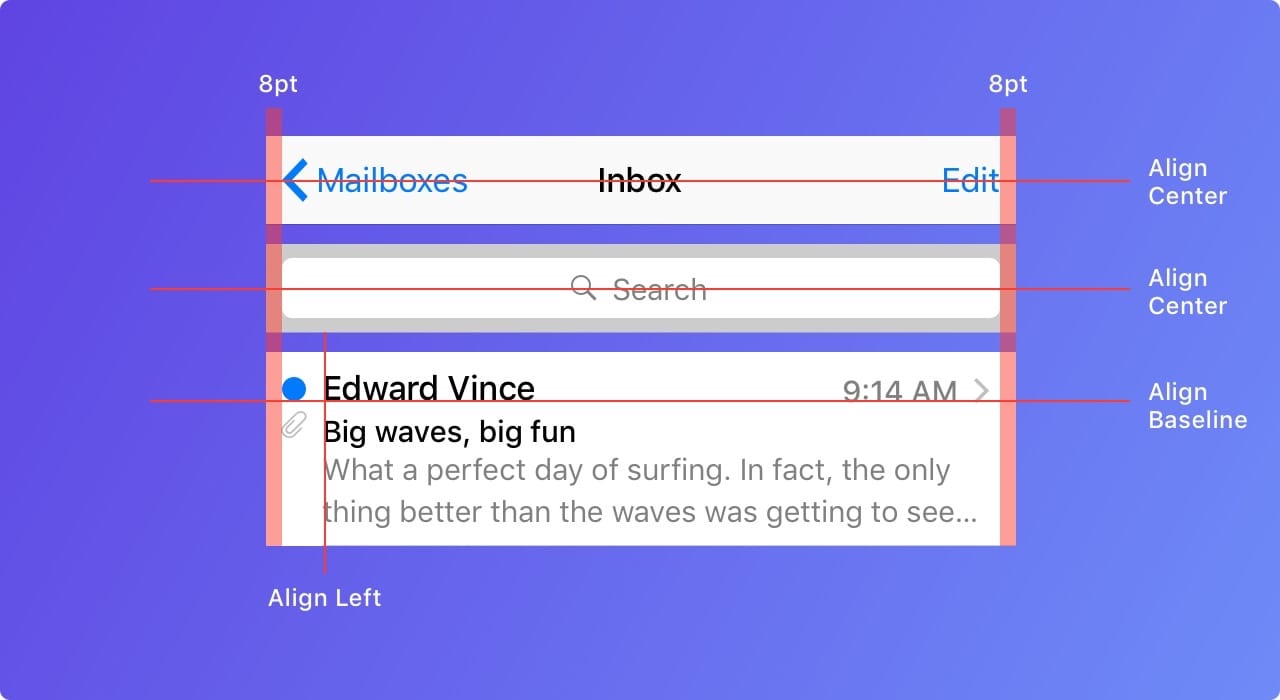 8pt 8pt
Mailboxes Inbox Edit
Align
Center
Search
Align
Center
Edward Vince 9:14 AM
Align
Baseline
Big waves, big fun
What a perfect day of surfing. In fact, the only
thing better than the waves was getting to see...
Align Left